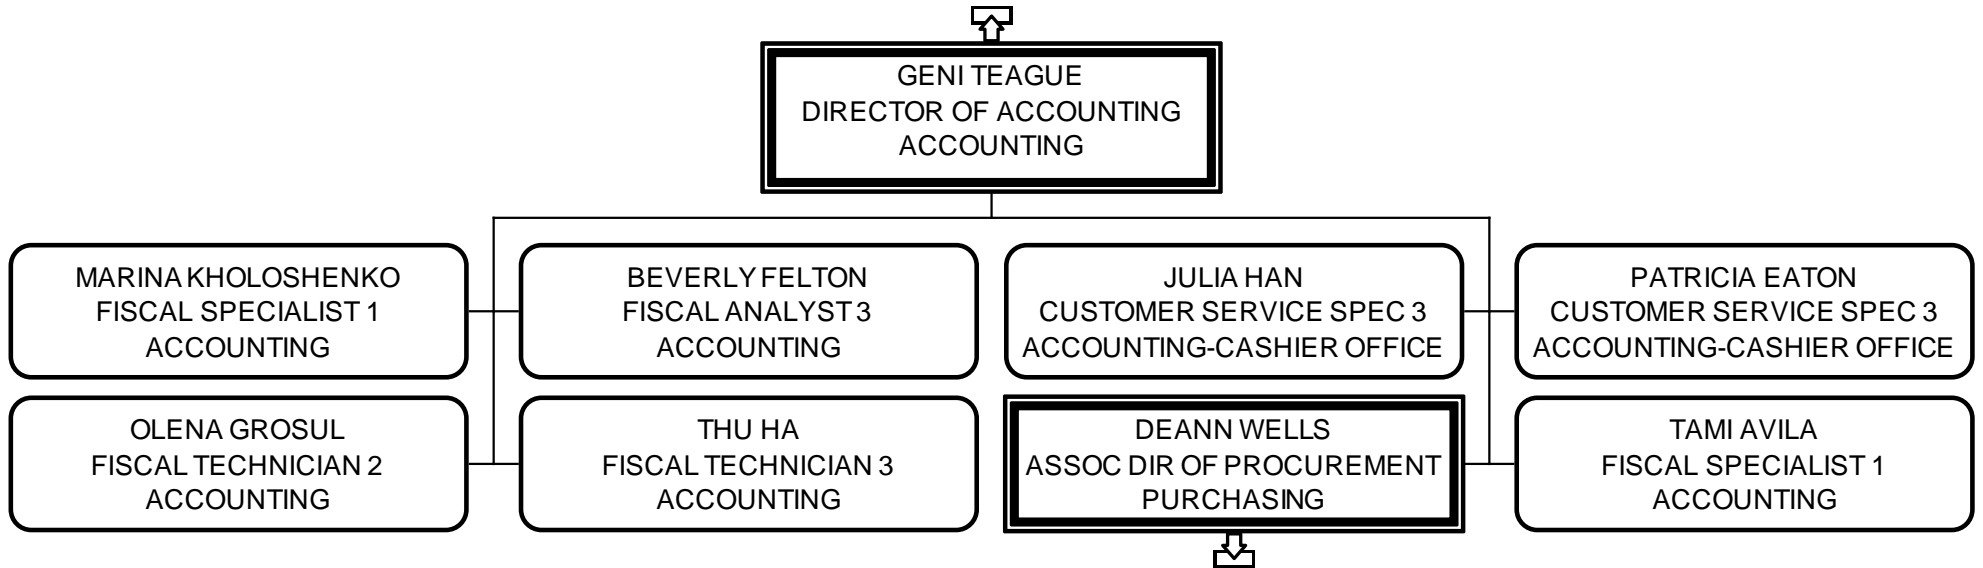 GENI TEAGUE
DIRECTOR OF ACCOUNTING
ACCOUNTING
MARINA KHOLOSHENKO
FISCAL SPECIALIST 1
ACCOUNTING
BEVERLY FELTON
FISCAL ANALYST 3
ACCOUNTING
JULIA HAN
CUSTOMER SERVICE SPEC 3
ACCOUNTING-CASHIER OFFICE
PATRICIA EATON
CUSTOMER SERVICE SPEC 3
ACCOUNTING-CASHIER OFFICE
OLENA GROSUL
FISCAL TECHNICIAN 2
ACCOUNTING
THU HA
FISCAL TECHNICIAN 3
ACCOUNTING
DEANN WELLS
ASSOC DIR OF PROCUREMENT
PURCHASING
TAMI AVILA
FISCAL SPECIALIST 1
ACCOUNTING